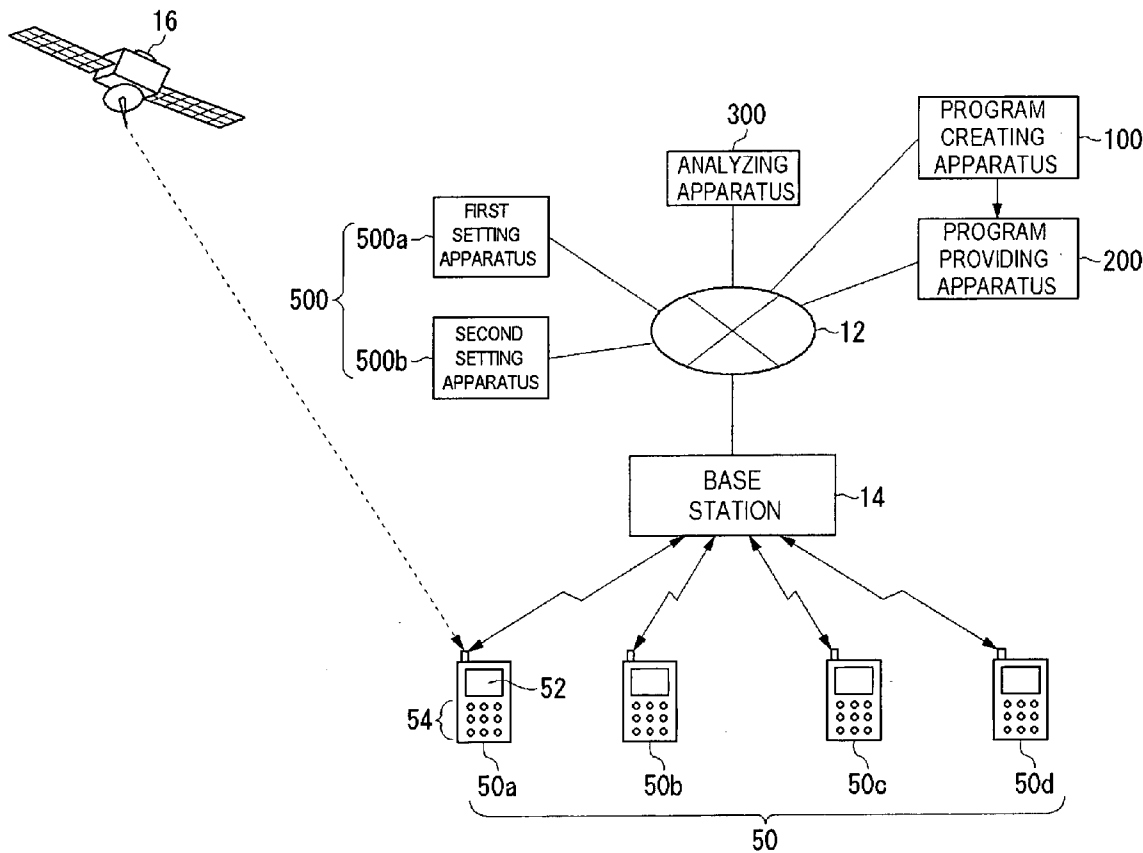 16
300
ANALYZING
APPARATUS
PROGRAM
CREATING
APPARATUS
100
PROGRAM
PROVIDING
APPARATUS
200
500
500a
FIRST
SETTING
APPARATUS
500b
SECOND
SETTING
APPARATUS
12
BASE
STATION
14
52
54
50a
50b
50c
50d
50